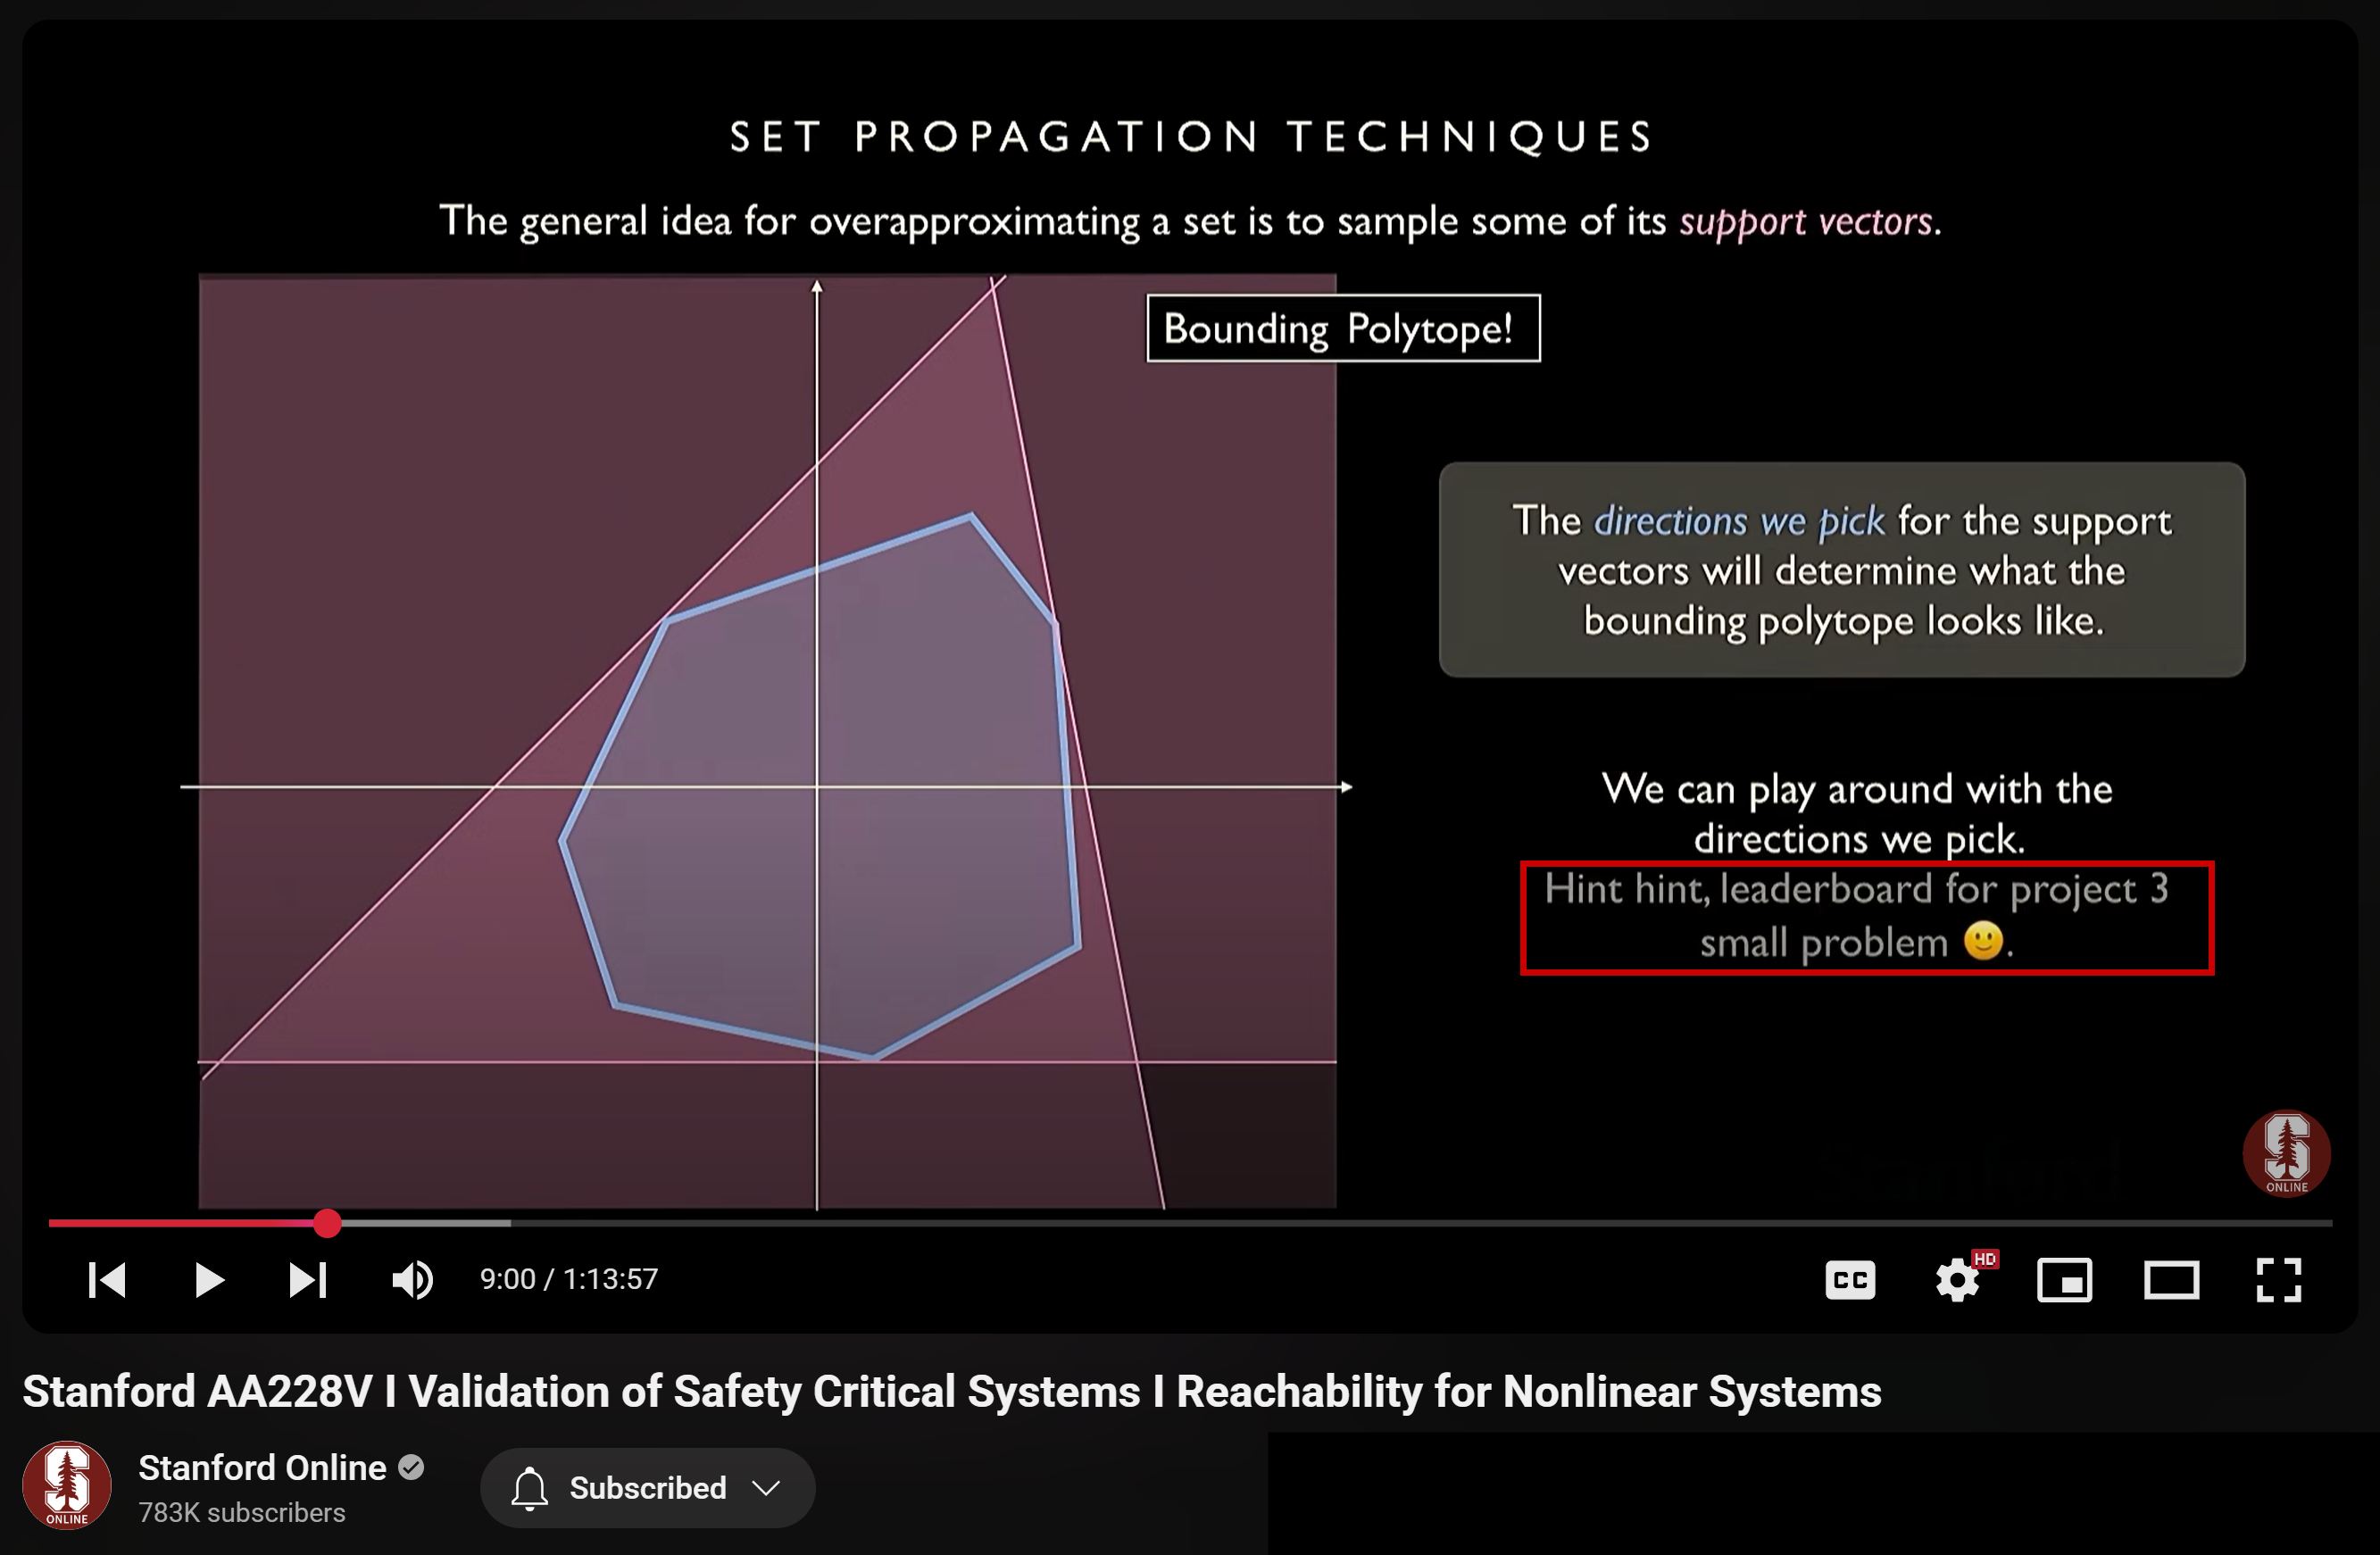 SET PROPAGATION TECHNIQUES
The general idea for overapproximating a set is to sample some of its support vectors.
Bounding Polytope!
The directions we pick for the support
vectors will determine what the
bounding polytope looks like.
We can play around with the
directions we pick.
Hint hint, leaderboard for project 3
small problem 🙂.
S
ONLINE
9:00 / 1:13:57
CC
HD
Stanford AA228V I Validation of Safety Critical Systems I Reachability for Nonlinear Systems
S
ONLINE
Stanford Online
783K subscribers
Subscribed